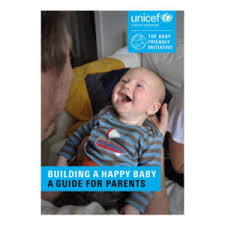 unicef
THE BABY
FRIENDLY
INITIATIVE
BUILDING A HAPPY BABY
A GUIDE FOR PARENTS